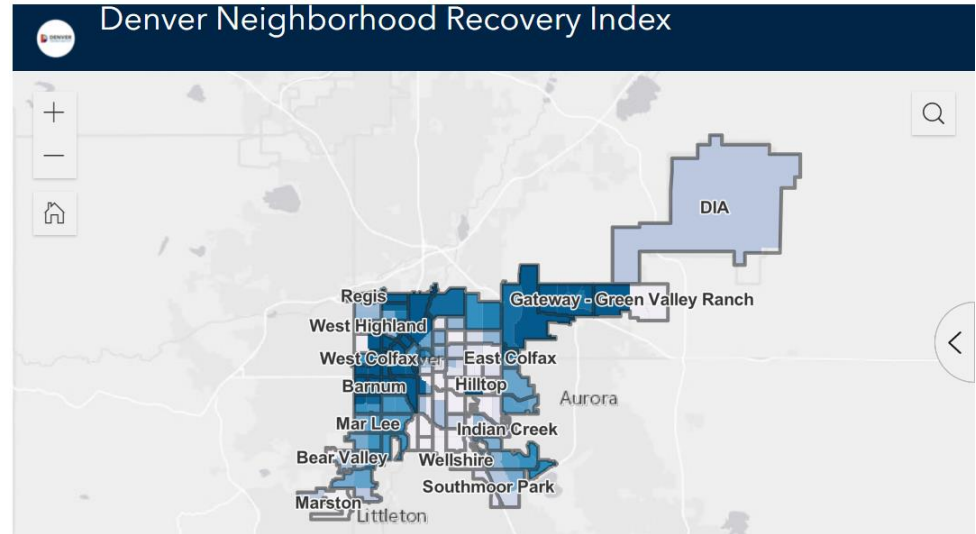 Denver Neighborhood Recovery Index
DENVER
DIA
Regis
Gateway - Green Valley Ranch
West Highland
West Colfax
East Colfax
Barnum
Hilltop
Aurora
Mar Lee
Indian Creek
Bear Valley
Wellshire
Southmoor Park
Marston
Littleton